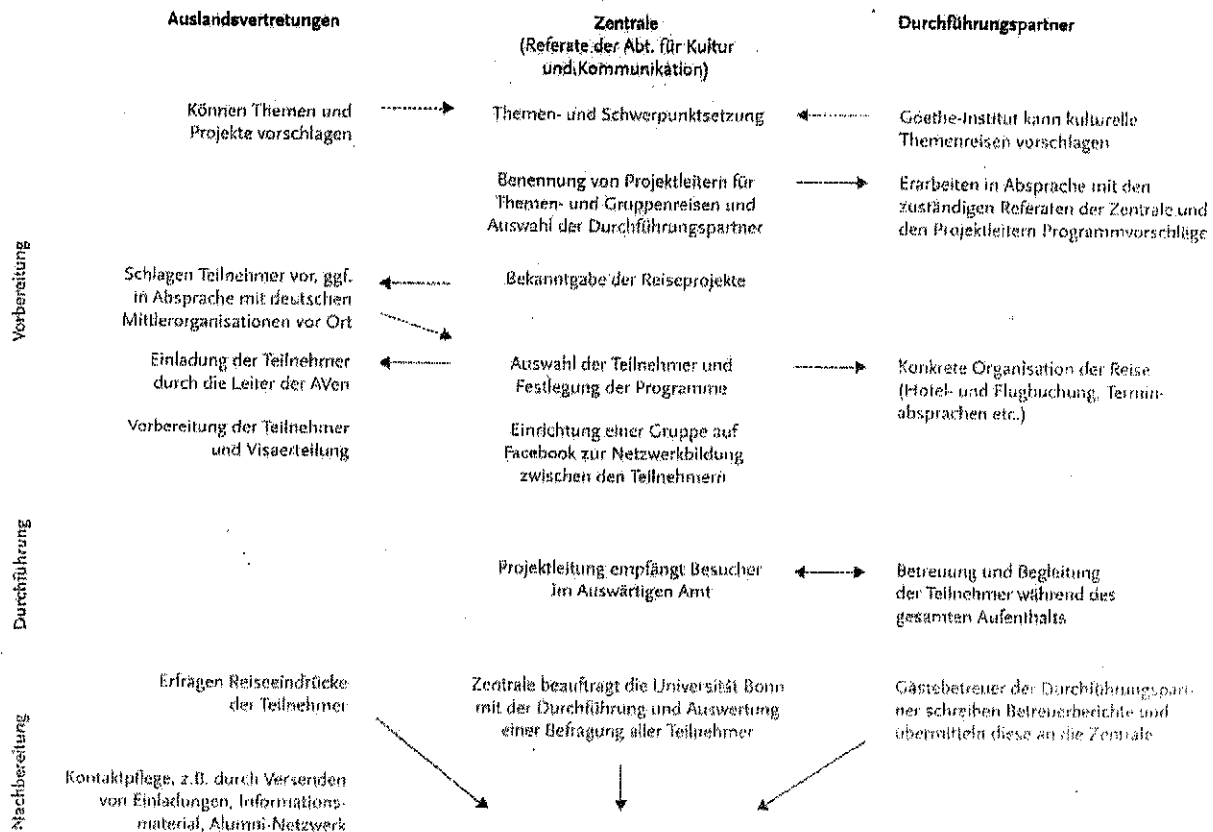 Auslandsvertretungen
Zentrale
(Referate der Abt. für Kultur
und Kommunikation)
Durchführungspartner
Vorbereitung
Können Themen und
Projekte vorschlagen
Themen- und Schwerpunktsetzung
Goethe-Institut kann kulturelle
Themenreisen vorschlagen
Benennung von Projektleitern für
Themen- und Gruppenreisen und
Auswahl der Durchführungspartner
Erarbeiten in Absprache mit den
zuständigen Referaten der Zentrale und
den Projektleitern Programmvorschläge
Schlagen Teilnehmer vor, ggf.
in Absprache mit deutschen
Mittlerorganisationen vor Ort
Bekanntgabe der Reiseprojekte
Einladung der Teilnehmer
durch die Leiter der AVen
Auswahl der Teilnehmer und
Festlegung der Programme
Konkrete Organisation der Reise
(Hotel- und Flugbuchung, Termin-
absprachen etc.)
Vorbereitung der Teilnehmer
und Visaerteilung
Einrichtung einer Gruppe auf
Facebook zur Netzwerkbildung
zwischen den Teilnehmern
Durchführung
Projektleitung empfängt Besucher
im Auswärtigen Amt
Betreuung und Begleitung
der Teilnehmer während des
gesamten Aufenthalts
Nachbereitung
Erfragen Reiseeindrücke
der Teilnehmer
Zentrale beauftragt die Universität Bonn
mit der Durchführung und Auswertung
einer Befragung aller Teilnehmer
Gästebetreuer der Durchführungspart-
ner schreiben Betreuerberichte und
übermitteln diese an die Zentrale
Kontaktpflege, z.B. durch Versenden
von Einladungen, Informations-
material, Alumni-Netzwerk